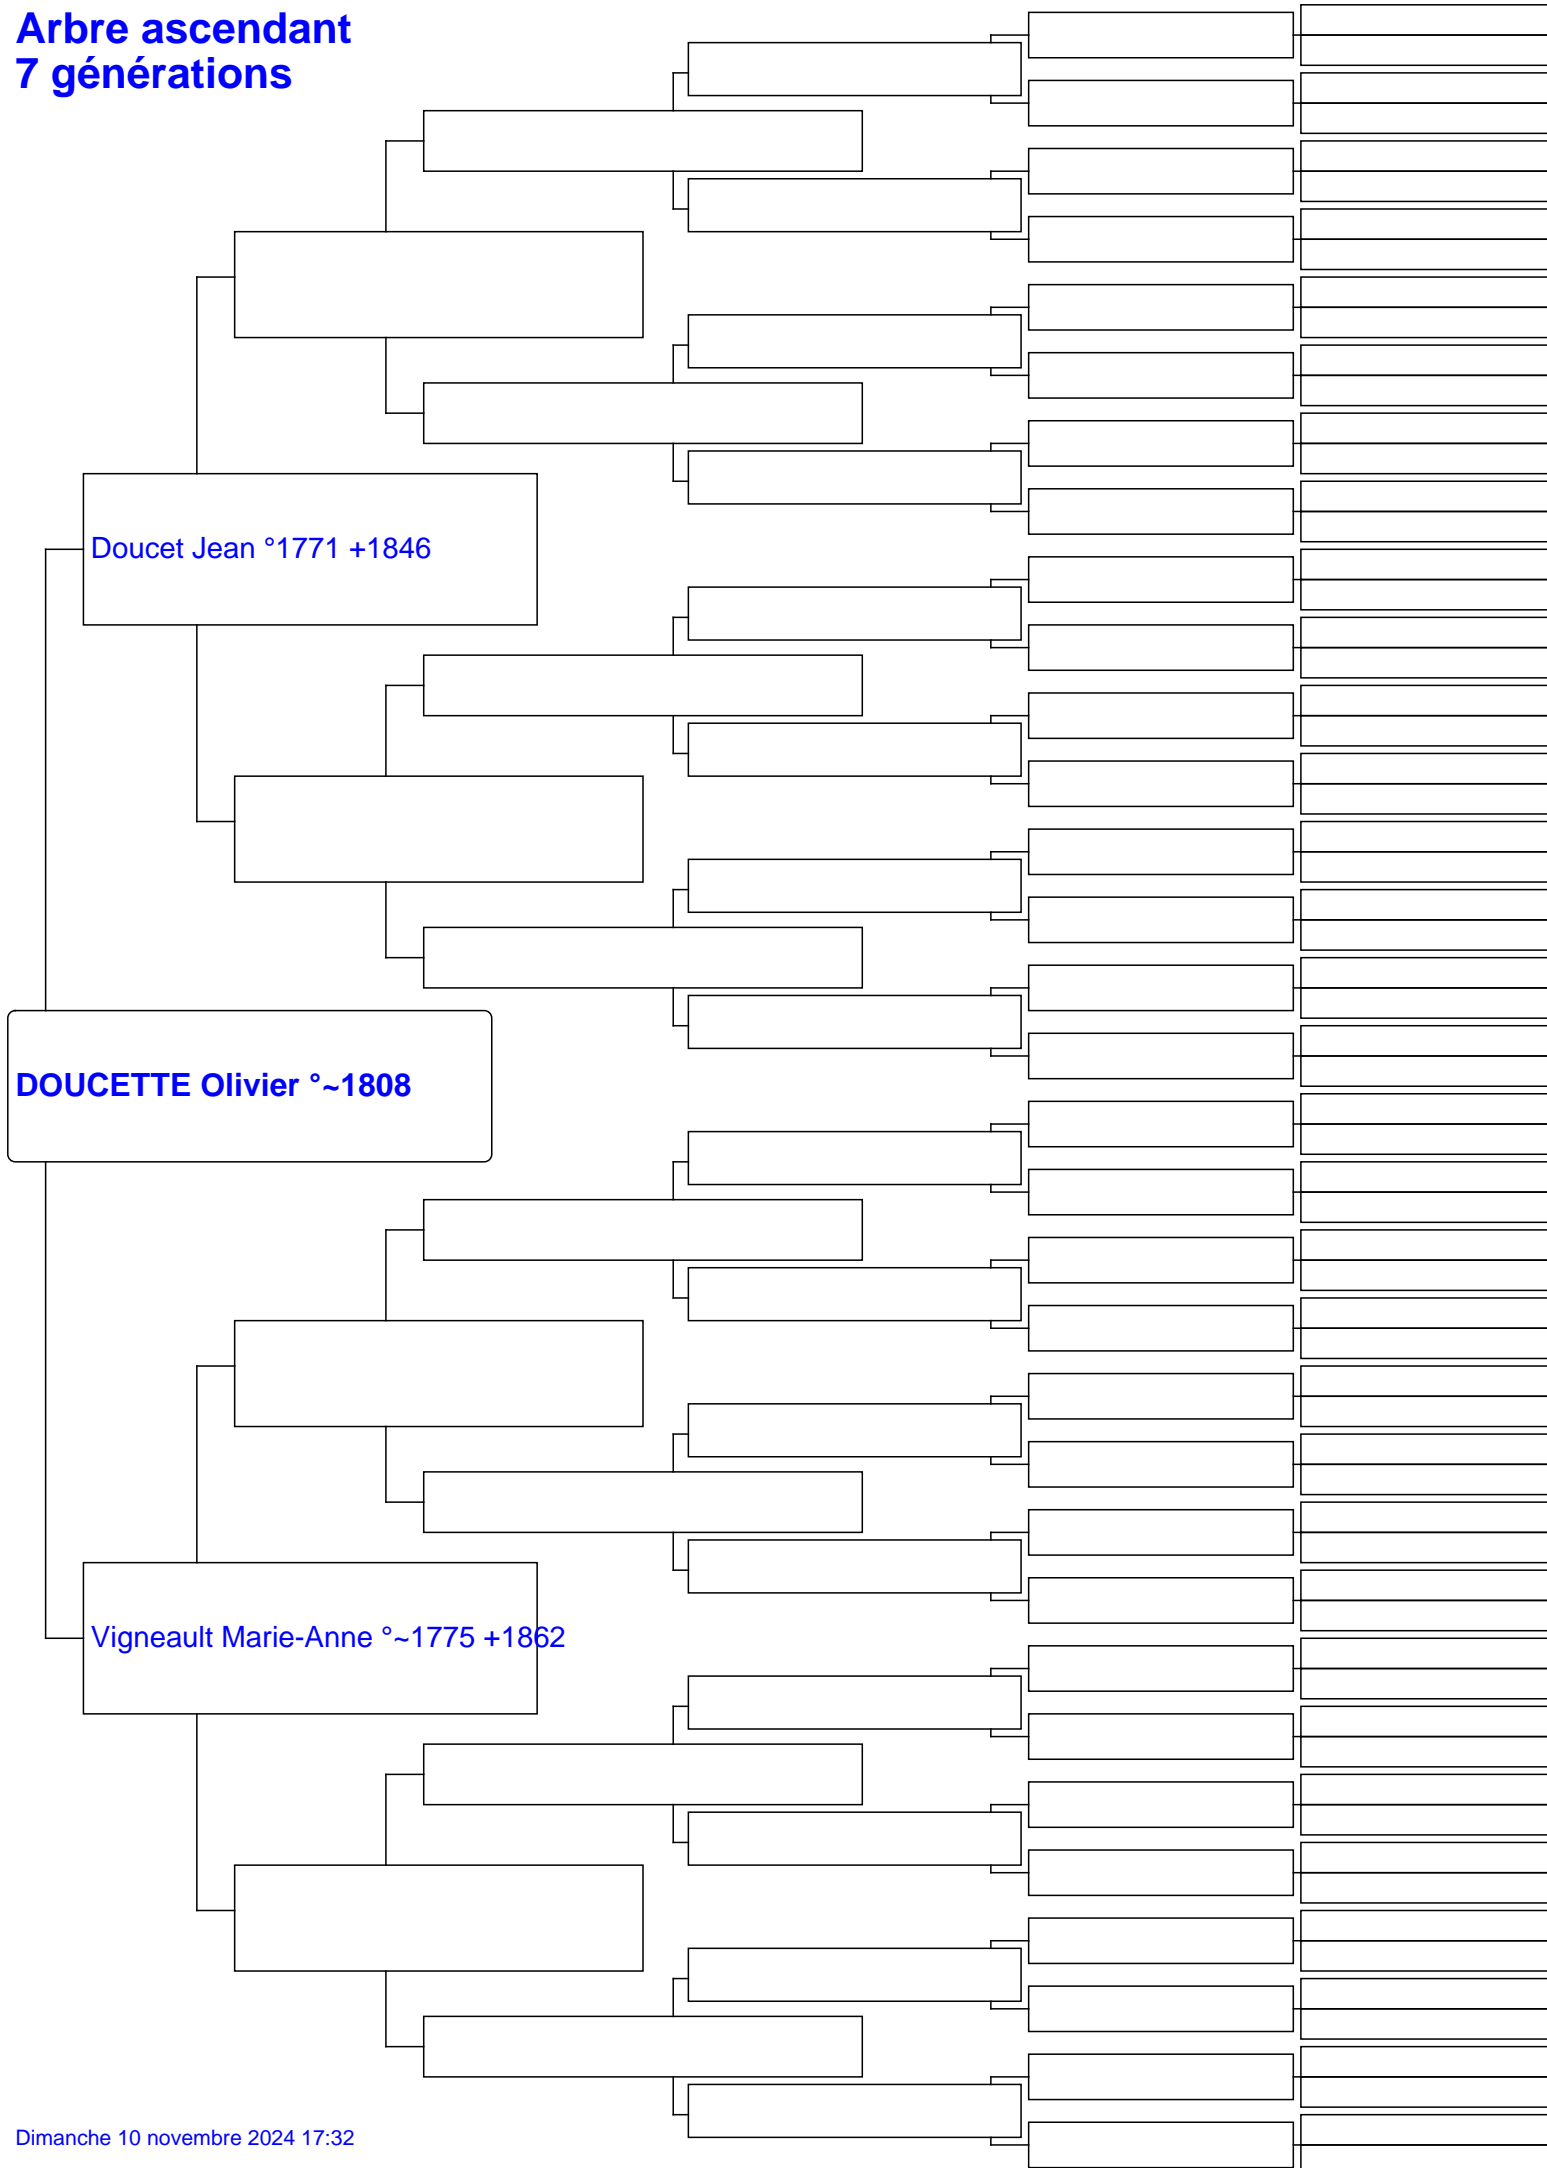 Arbre ascendant
7 générations
Doucet Jean °1771 +1846
DOUCETTE Olivier °~1808
Vigneault Marie-Anne °~1775 +1862
Dimanche 10 novembre 2024 17:32